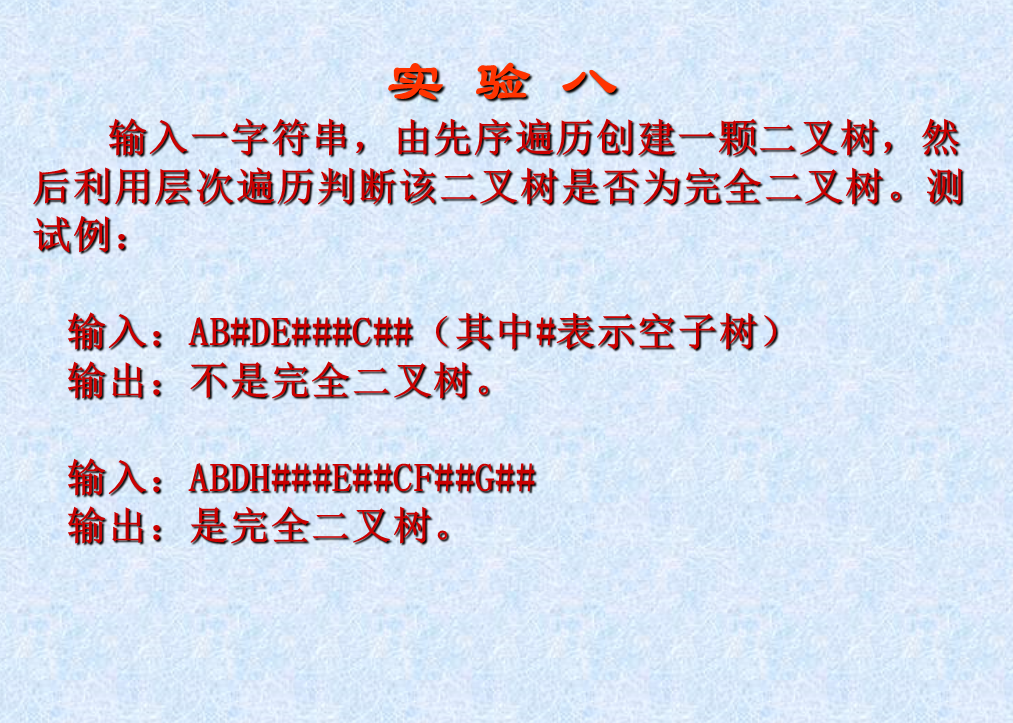 实 验 八
输入一字符串，由先序遍历创建一颗二叉树，然
后利用层次遍历判断该二叉树是否为完全二叉树。测
试例：
输入：AB#DE###C##（其中#表示空子树）
输出：不是完全二叉树。
输入：ABDH###E##CF##G##
输出：是完全二叉树。